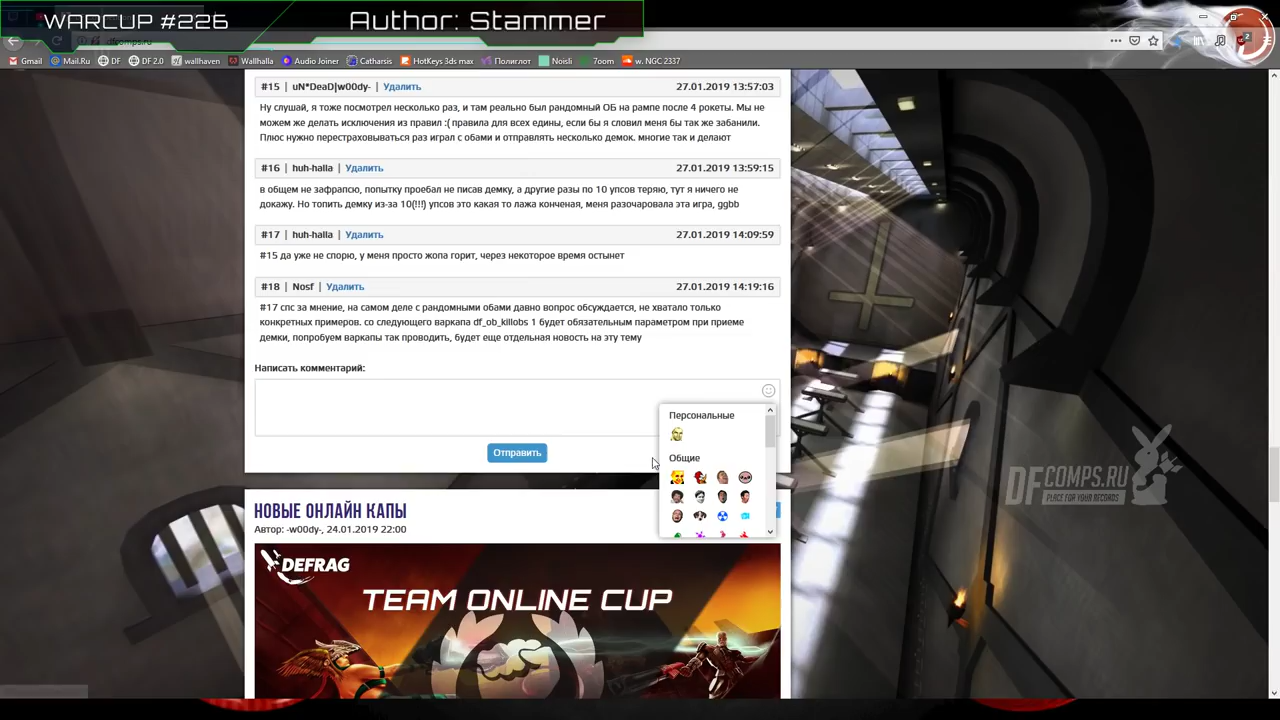 WARCUP #226
Author: Stammer
dfcomps.ru
Gmail Mail.Ru DF DF 2.0 wallhaven Wallhalla Audio Joiner Catharsis HotKeys 3ds max Полиглот Noisli 7oom w. NGC 2337
#15 | uN*DeaD|w00dy- | Удалить 27.01.2019 13:57:03
Ну слушай, я тоже посмотрел несколько раз, и там реально был рандомный ОБ на рампе после 4 рокеты. Мы не
можем же делать исключения из правил :( правила для всех едины, если бы я словил меня бы так же забанили.
Плюс нужно перестраховываться раз играл с обами и отправлять несколько демок. многие так и делают
#16 | huh-halla | Удалить 27.01.2019 13:59:15
в общем не зафрапсю, попытку проебал не писав демку, а другие разы по 10 упсов теряю, тут я ничего не
докажу. Но топить демку из-за 10(!!!) упсов это какая то лажа конченая, меня разочаровала эта игра, ggbb
#17 | huh-halla | Удалить 27.01.2019 14:09:59
#15 да уже не спорю, у меня просто жопа горит, через некоторое время остынет
#18 | Nosf | Удалить 27.01.2019 14:19:16
#17 спс за мнение, на самом деле с рандомными обами давно вопрос обсуждается, не хватало только
конкретных примеров. со следующего варкапа df_ob_killobs 1 будет обязательным параметром при приеме
демки, попробуем варкапы так проводить, будет еще отдельная новость на эту тему
Написать комментарий:
Персональные
Общие
Отправить
DFCOMPS.RU
PLACE FOR YOUR RECORDS
НОВЫЕ ОНЛАЙН КАПЫ
Автор: -w00dy-, 24.01.2019 22:00
DEFRAG
TEAM ONLINE CUP